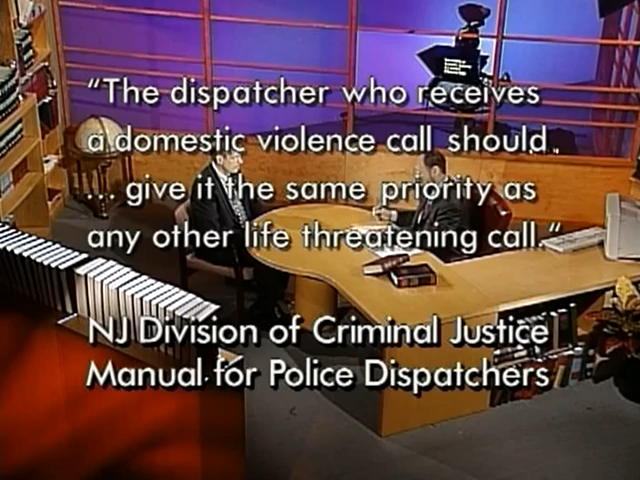 “The dispatcher who receives
a domestic violence call should
... give it the same priority as
any other life threatening call.“
NJ Division of Criminal Justice
Manual for Police Dispatchers